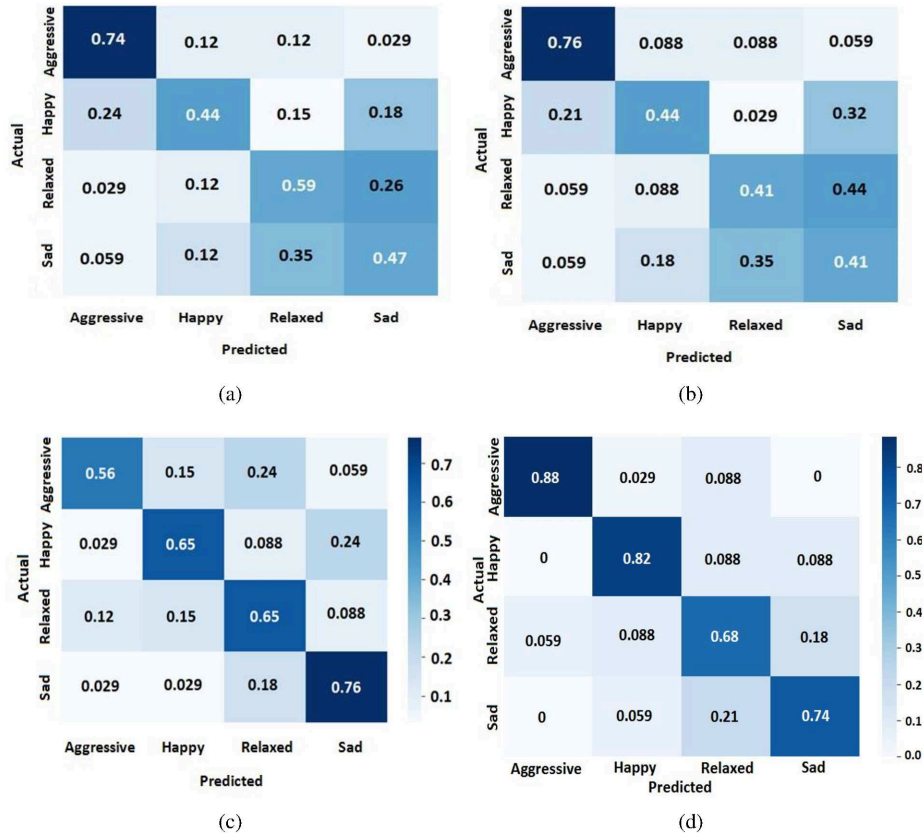 Aggressive 0.74 0.12 0.12 0.029
Happy 0.24 0.44 0.15 0.18
Relaxed 0.029 0.12 0.59 0.26
Sad 0.059 0.12 0.35 0.47
Actual
Aggressive Happy Relaxed Sad
Predicted
(a)
Aggressive 0.76 0.088 0.088 0.059
Happy 0.21 0.44 0.029 0.32
Relaxed 0.059 0.088 0.41 0.44
Sad 0.059 0.18 0.35 0.41
Actual
Aggressive Happy Relaxed Sad
Predicted
(b)
Aggressive 0.56 0.15 0.24 0.059
Happy 0.029 0.65 0.088 0.24
Relaxed 0.12 0.15 0.65 0.088
Sad 0.029 0.029 0.18 0.76
Actual
Aggressive Happy Relaxed Sad
Predicted
0.7
0.6
0.5
0.4
0.3
0.2
0.1
(c)
Aggressive 0.88 0.029 0.088 0
Happy 0 0.82 0.088 0.088
Relaxed 0.059 0.088 0.68 0.18
Sad 0 0.059 0.21 0.74
Actual
Aggressive Happy Relaxed Sad
Predicted
0.8
0.7
0.6
0.5
0.4
0.3
0.2
0.1
0.0
(d)